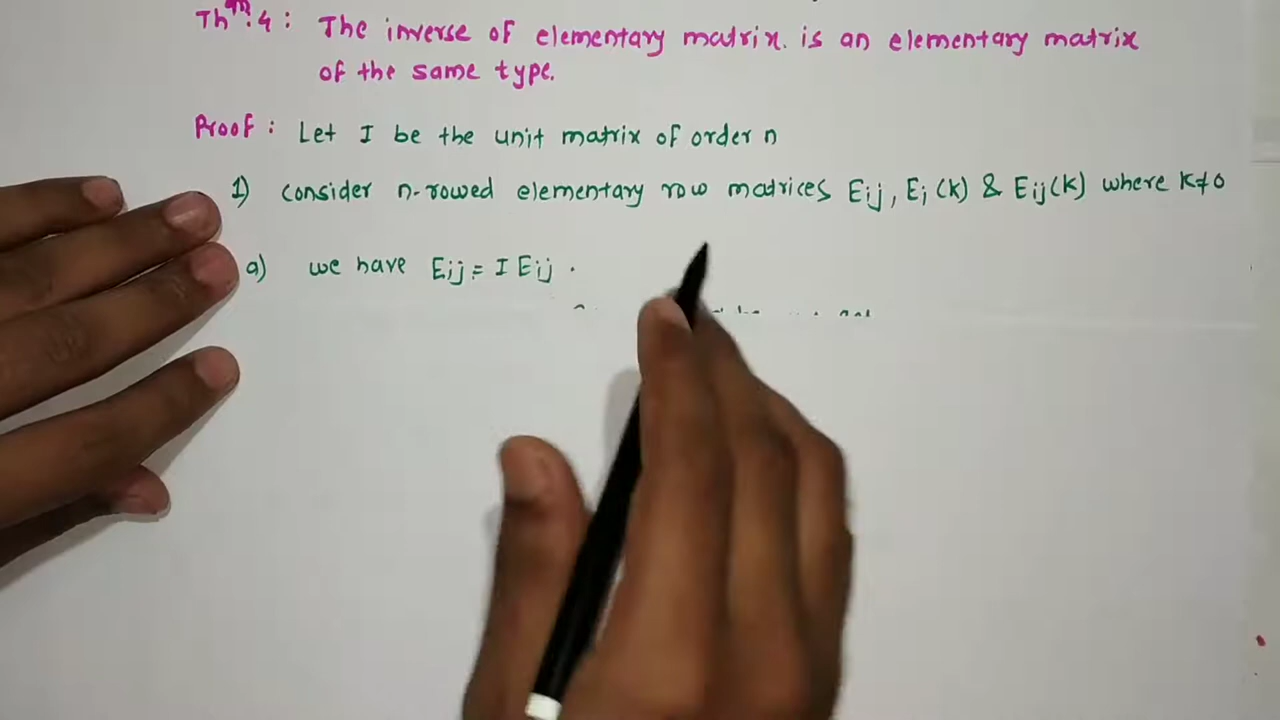 Thm.4: The inverse of elementary matrix. is an elementary matrix
of the same type.
Proof: Let I be the unit matrix of order n
1) consider n-rowed elementary row matrices Eij, Ei(k) & Eij(k) where k≠0
a) we have Eij = I Eij .